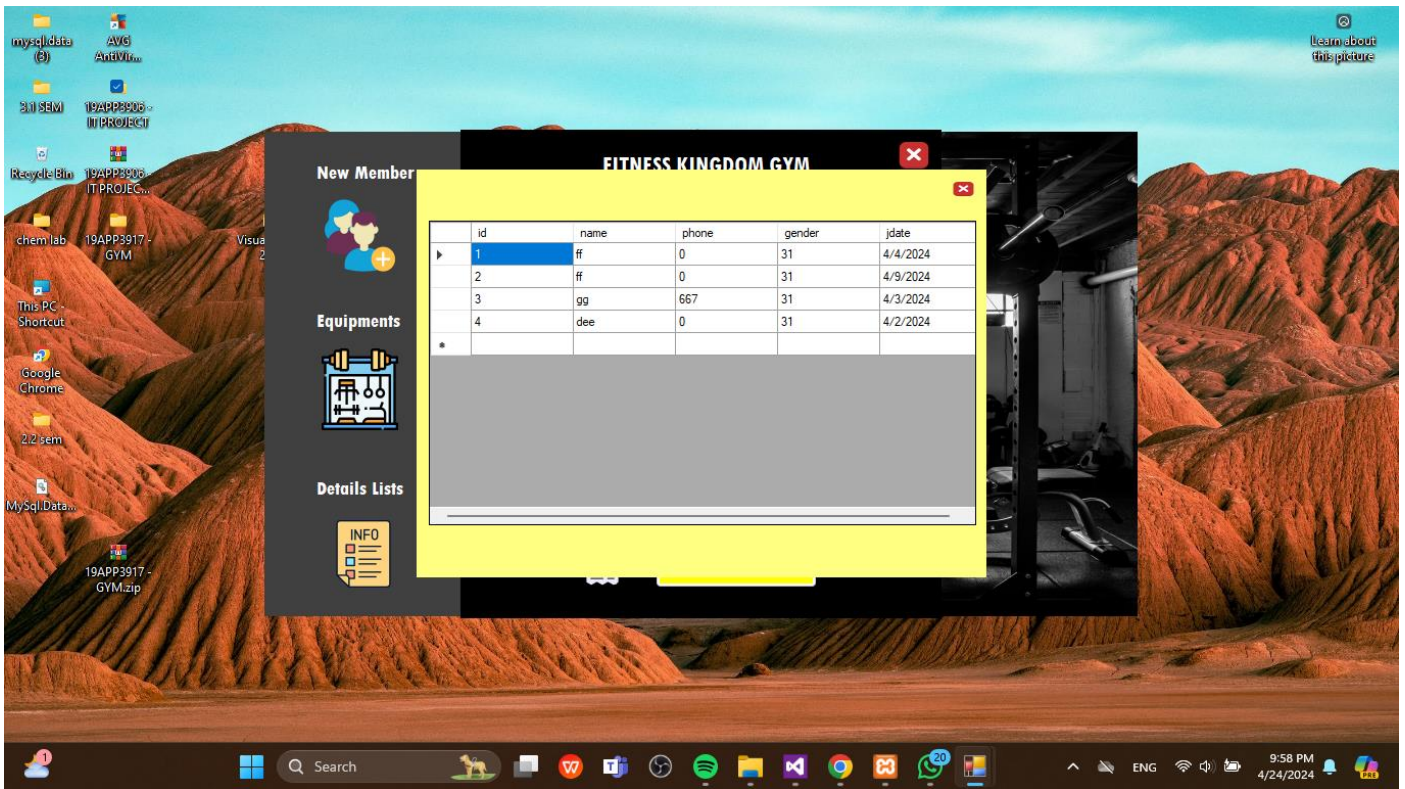 mysql.data
(3)
AVG
AntiVir...
Learn about
this picture
3.1 SEM
19APP3906 -
IT PROJECT
Recycle Bin
19APP3906 -
IT PROJEC...
chem lab
19APP3917 -
GYM
Visua
2
This PC -
Shortcut
Google
Chrome
2.2 sem
MySql.Data...
19APP3917 -
GYM.zip
New Member
Equipments
Details Lists
INFO
FITNESS KINGDOM GYM
id name phone gender jdate
1 ff 0 31 4/4/2024
2 ff 0 31 4/9/2024
3 gg 667 31 4/3/2024
4 dee 0 31 4/2/2024
1
Search
20
ENG
9:58 PM
4/24/2024
PRE